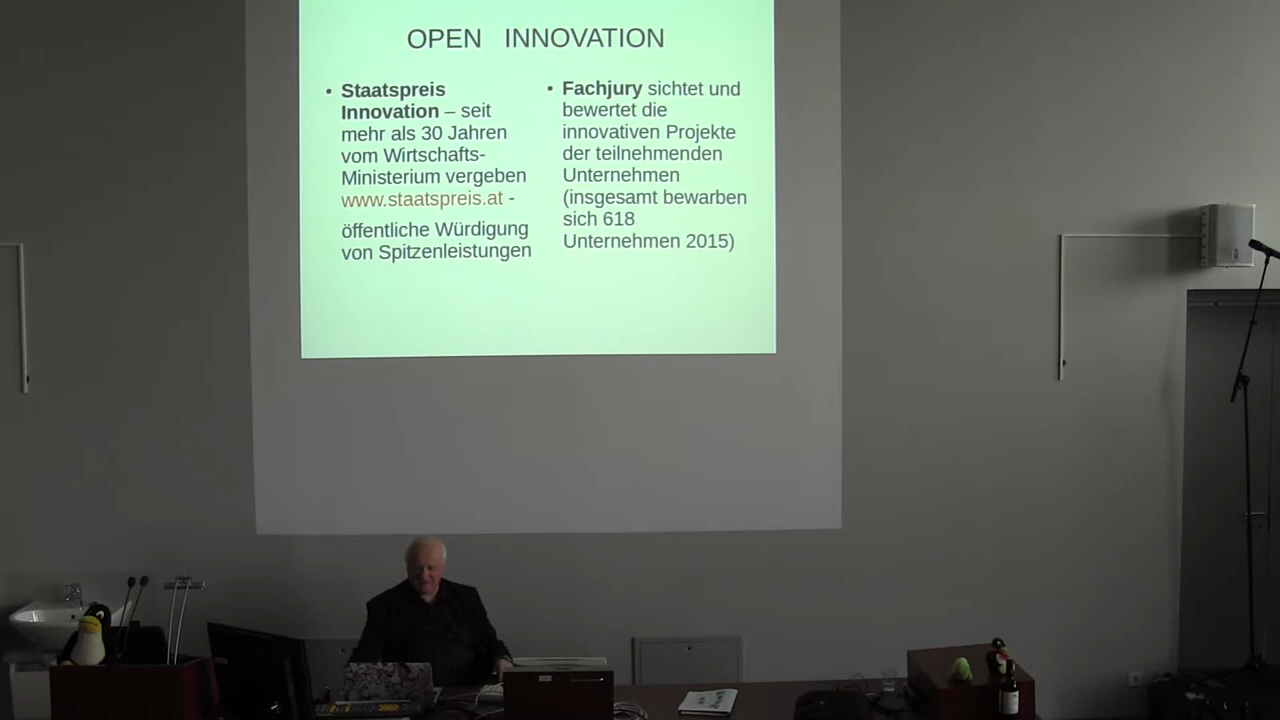 OPEN INNOVATION
• Staatspreis
Innovation – seit
mehr als 30 Jahren
vom Wirtschafts-
Ministerium vergeben
www.staatspreis.at -
öffentliche Würdigung
von Spitzenleistungen
• Fachjury sichtet und
bewertet die
innovativen Projekte
der teilnehmenden
Unternehmen
(insgesamt bewarben
sich 618
Unternehmen 2015)